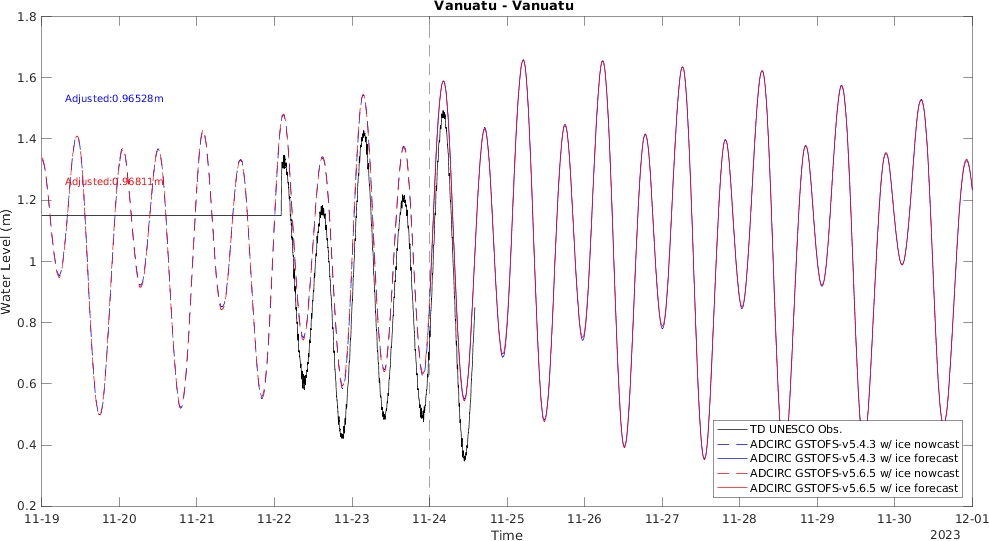 Vanuatu - Vanuatu
1.8
1.6
1.4
1.2
1
0.8
0.6
0.4
0.2
Water Level (m)
Adjusted:0.96528m
Adjusted:0.96811m
TD UNESCO Obs.
ADCIRC GSTOFS-v5.4.3 w/ ice nowcast
ADCIRC GSTOFS-v5.4.3 w/ ice forecast
ADCIRC GSTOFS-v5.6.5 w/ ice nowcast
ADCIRC GSTOFS-v5.6.5 w/ ice forecast
11-19 11-20 11-21 11-22 11-23 11-24 11-25 11-26 11-27 11-28 11-29 11-30 12-01
Time
2023